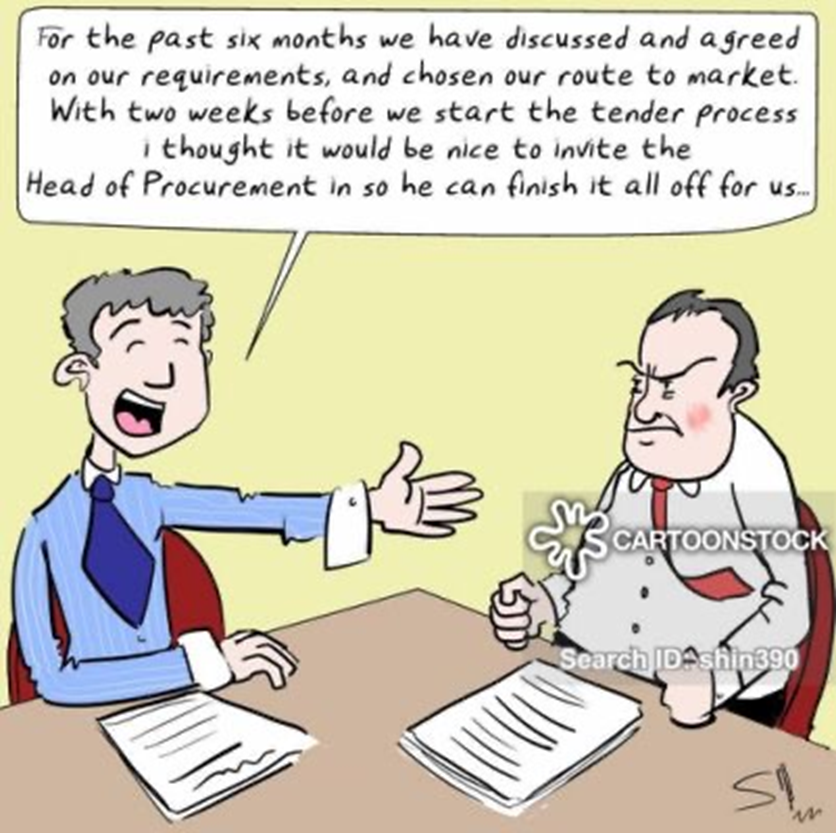 For the past six months we have discussed and agreed
on our requirements, and chosen our route to market.
With two weeks before we start the tender process
i thought it would be nice to invite the
Head of Procurement in so he can finish it all off for us...
CARTOONSTOCK
Search ID: shin390